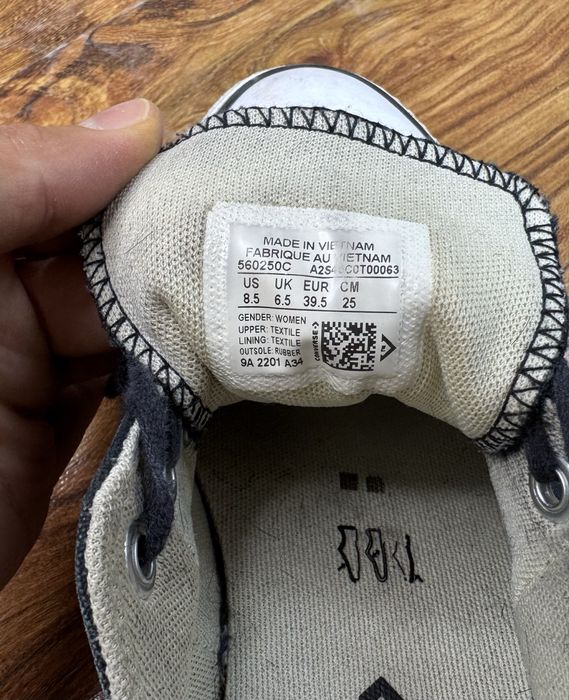 MADE IN VIETNAM
FABRIQUE AU VIETNAM
560250C
US UK EUR CM
8.5 6.5 39.5 25
GENDER: WOMEN
UPPER: TEXTILE
LINING: TEXTILE
OUTSOLE: RUBBER
9A 2201 A34
CONVERSE